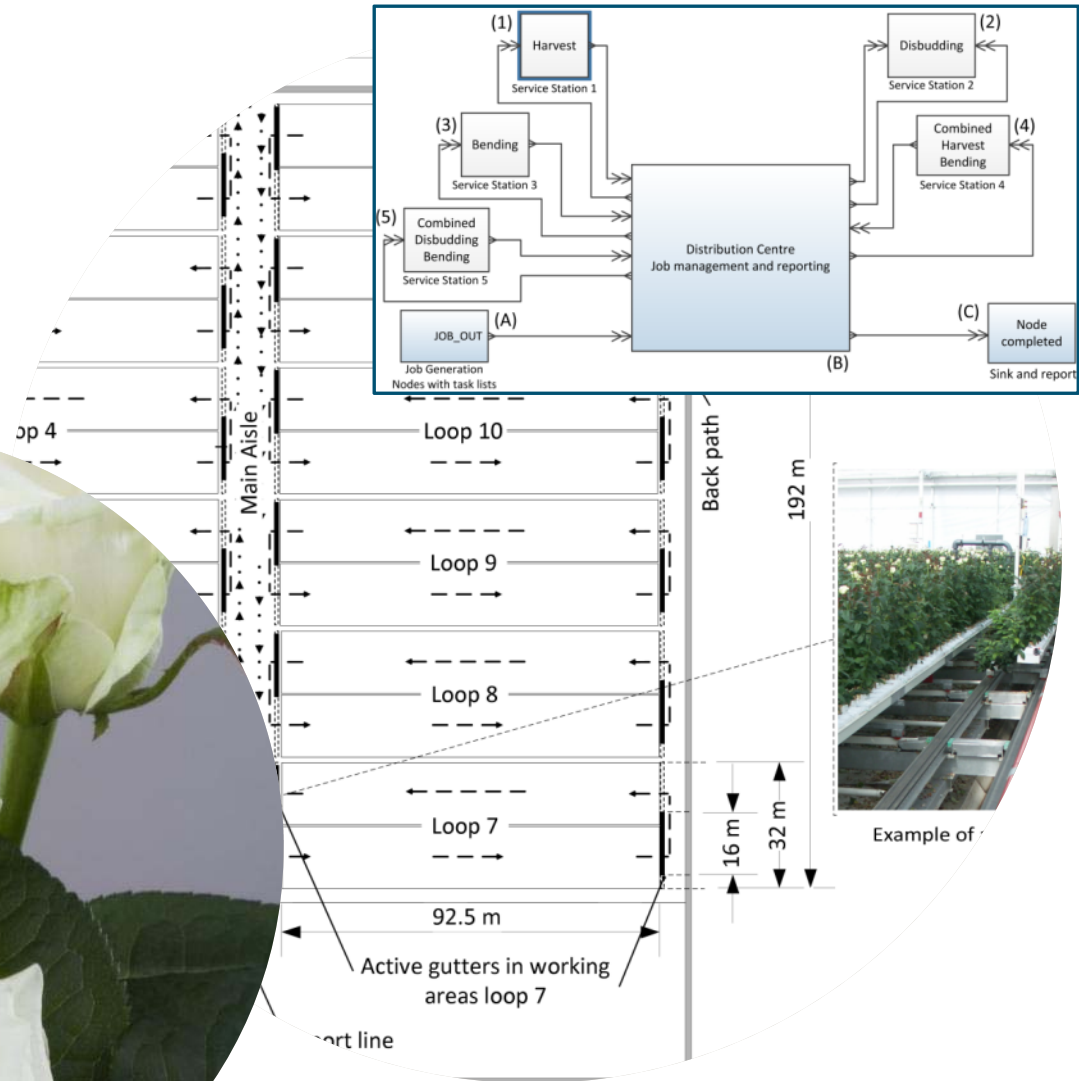 (1)
Harvest
Service Station 1
(2)
Disbudding
Service Station 2
(3)
Bending
Service Station 3
Combined
Harvest
Bending
(4)
Service Station 4
(5)
Combined
Disbudding
Bending
Service Station 5
Distribution Centre
Job management and reporting
(A)
JOB_OUT
Job Generation
Nodes with task lists
(B)
(C)
Node
completed
Sink and report
4
Main Aisle
Loop 10
Back path
192 m
Loop 9
Loop 8
Loop 7
16 m
32 m
92.5 m
Example of
Active gutters in working
areas loop 7
line